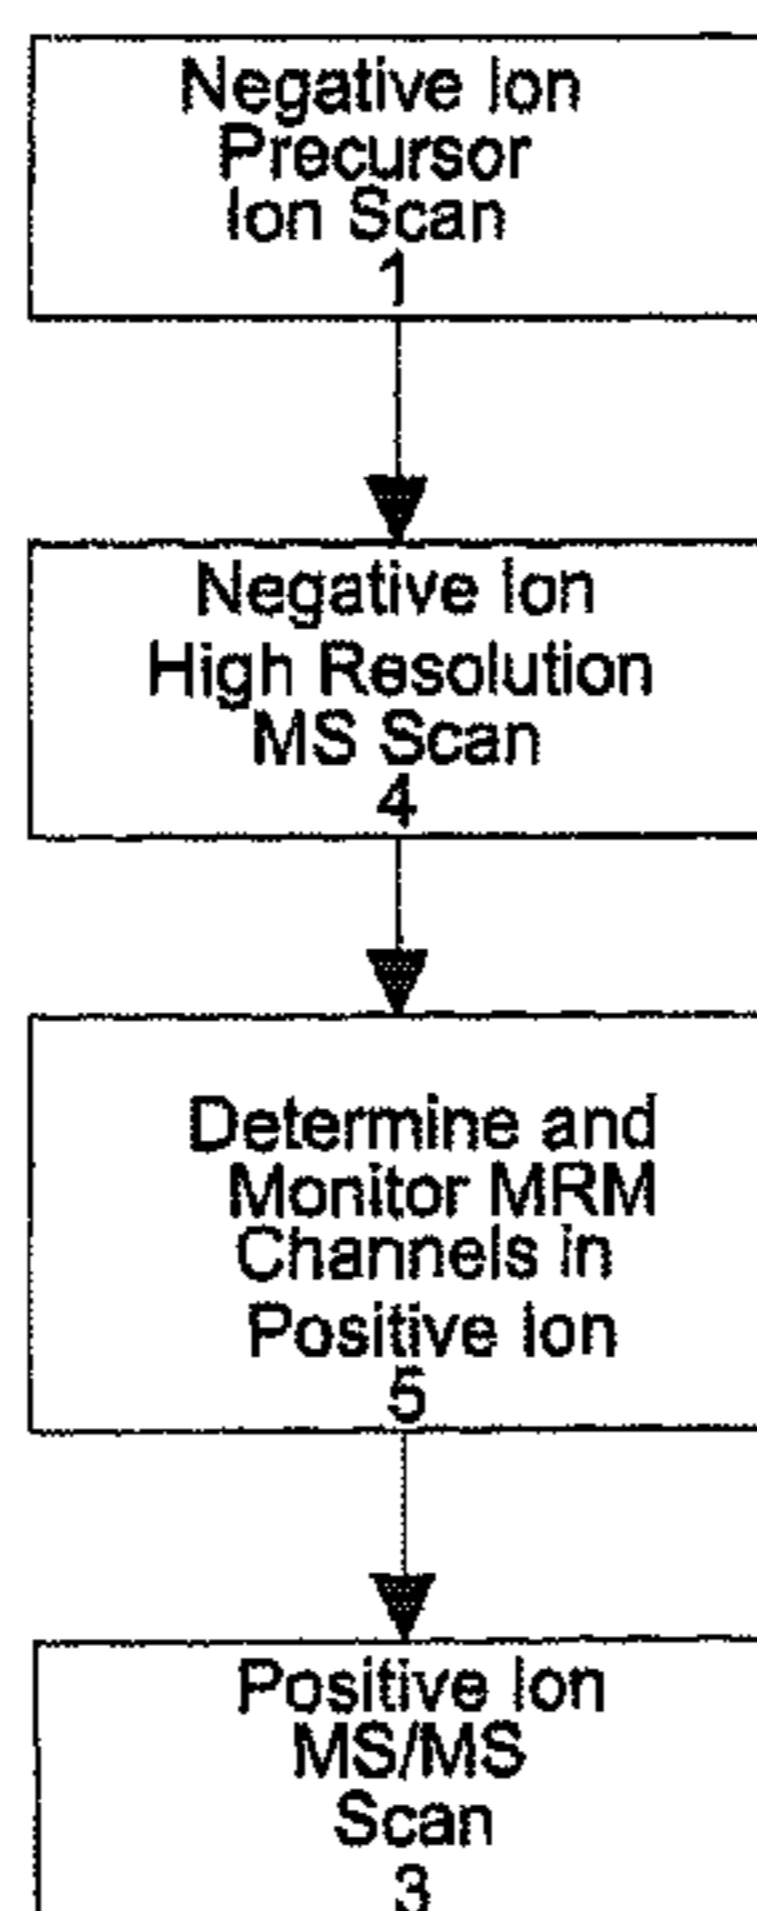 Negative Ion
Precursor
Ion Scan
1
Negative Ion
High Resolution
MS Scan
4
Determine and
Monitor MRM
Channels in
Positive Ion
5
Positive Ion
MS/MS
Scan
3